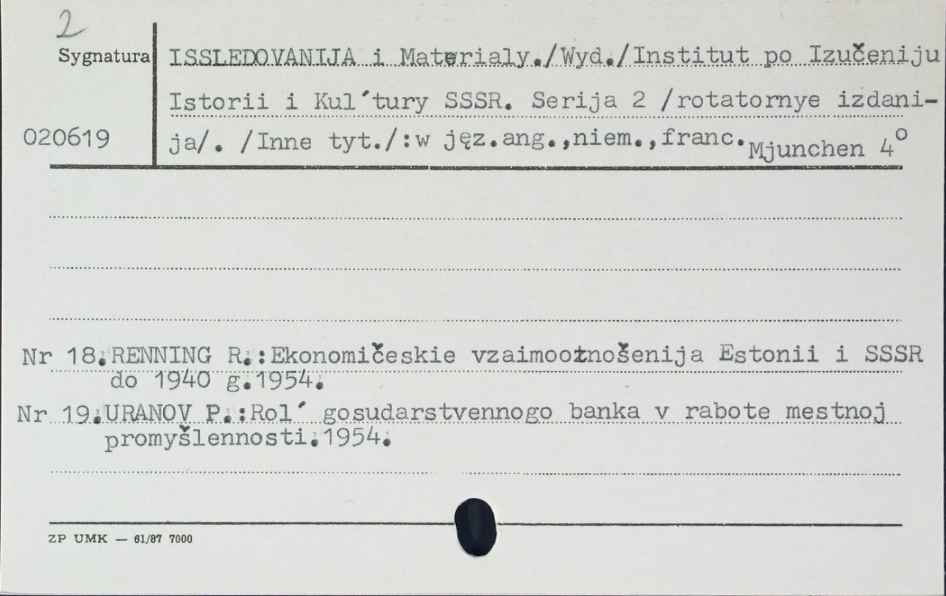 2
Sygnatura
ISSLEDOVANIJA i Materialy./Wyd./Institut po Izučeniju
Istorii i Kul´tury SSSR. Serija 2 /rotatornye izdani-
020619
ja/. /Inne tyt./:w jęz.ang.,niem.,franc. Mjunchen 4°
Nr 18.RENNING R.:Ekonomičeskie vzaimootnošenija Estonii i SSSR
do 1940 g.1954.
Nr 19.URANOV P.:Rol´ gosudarstvennogo banka v rabote mestnoj
promyšlennosti.1954.
ZP UMK — 61/87 7000